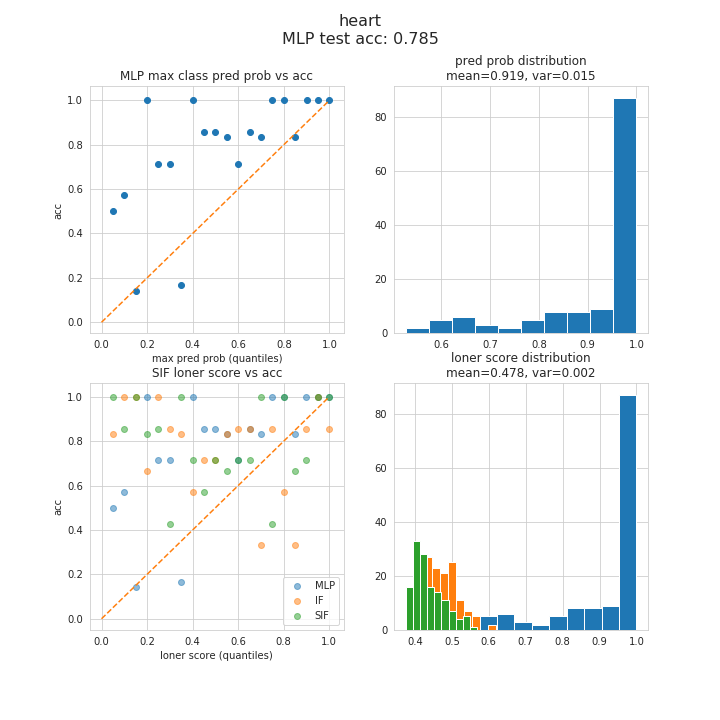 heart
MLP test acc: 0.785
MLP max class pred prob vs acc
1.0
0.8
0.6
0.4
0.2
0.0
acc
0.0 0.2 0.4 0.6 0.8 1.0
max pred prob (quantiles)
pred prob distribution
mean=0.919, var=0.015
80
60
40
20
0
0.6 0.7 0.8 0.9 1.0
SIF loner score vs acc
1.0
0.8
0.6
0.4
0.2
0.0
acc
MLP
IF
SIF
0.0 0.2 0.4 0.6 0.8 1.0
loner score (quantiles)
loner score distribution
mean=0.478, var=0.002
80
60
40
20
0
0.4 0.5 0.6 0.7 0.8 0.9 1.0